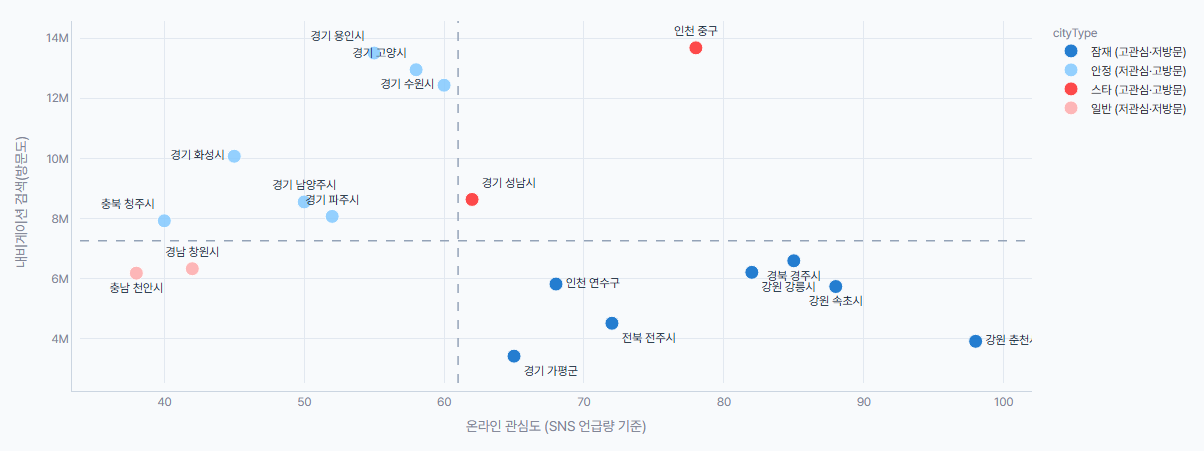 cityType
잠재 (고관심·저방문)
안정 (저관심·고방문)
스타 (고관심·고방문)
일반 (저관심·저방문)
내비게이션 검색(방문도)
14M
12M
10M
8M
6M
4M
경기 용인시
경기 고양시
경기 수원시
인천 중구
경기 화성시
경기 남양주시
경기 파주시
충북 청주시
경기 성남시
경남 창원시
충남 천안시
인천 연수구
경북 경주시
강원 강릉시
강원 속초시
전북 전주시
강원 춘천
경기 가평군
40
50
60
70
80
90
100
온라인 관심도 (SNS 언급량 기준)